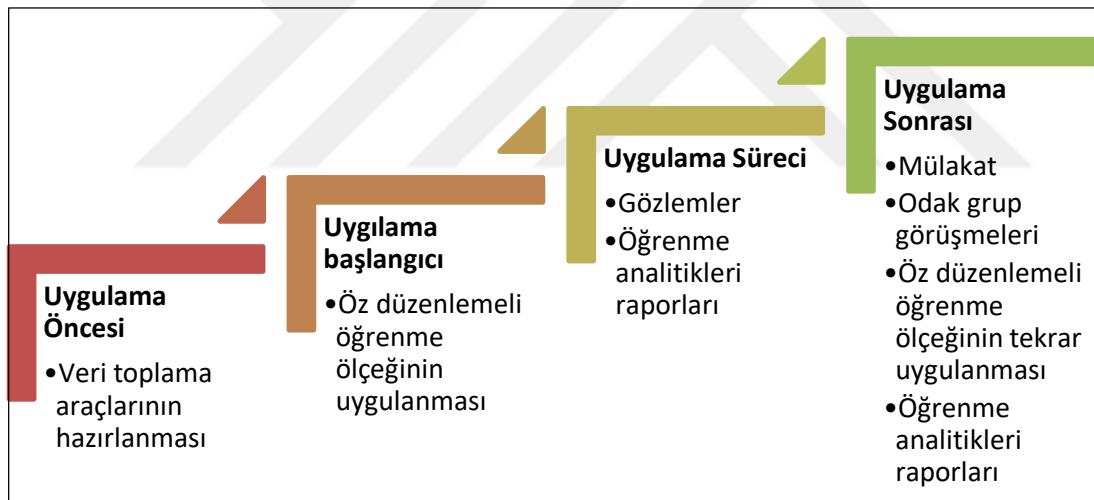 Uygulama
Öncesi
•Veri toplama
araçlarının
hazırlanması
Uygılama
başlangıcı
•Öz düzenlemeli
öğrenme
ölçeğinin
uygulanması
Uygulama Süreci
•Gözlemler
•Öğrenme
analitikleri
raporları
Uygulama
Sonrası
•Mülakat
•Odak grup
görüşmeleri
•Öz düzenlemeli
öğrenme
ölçeğinin tekrar
uygulanması
•Öğrenme
analitikleri
raporları